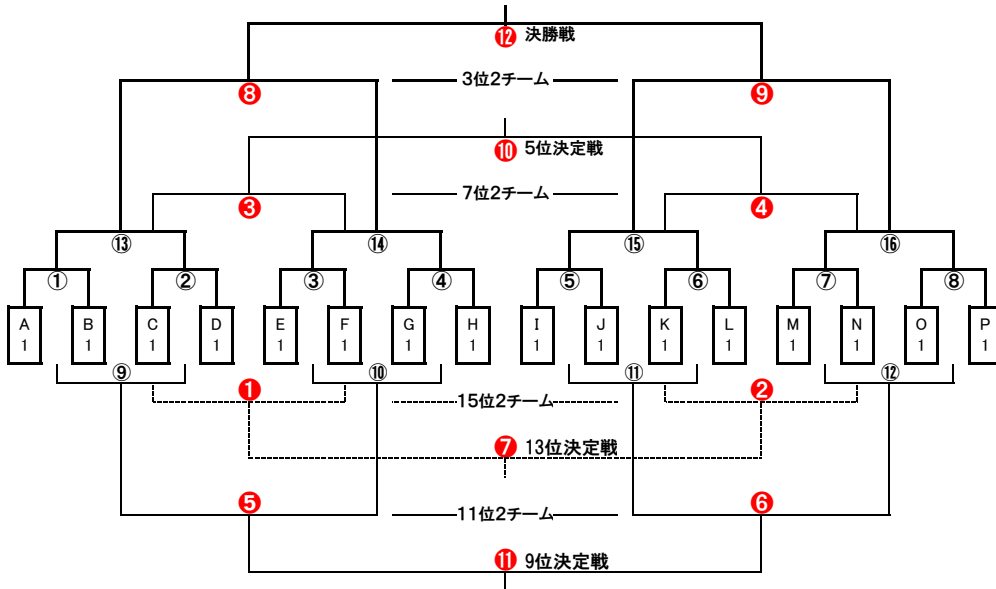 ⓬ 決勝戦
3位2チーム
❽ ❾
❿ 5位決定戦
7位2チーム
❸ ❹
⑬ ⑭ ⑮ ⑯
① ② ③ ④ ⑤ ⑥ ⑦ ⑧
A B C D E F G H I J K L M N O P
1 1 1 1 1 1 1 1 1 1 1 1 1 1 1 1
⑨ ⑩ ⑪ ⑫
❶ ❷
15位2チーム
❼ 13位決定戦
❺ ❻
11位2チーム
⓫ 9位決定戦